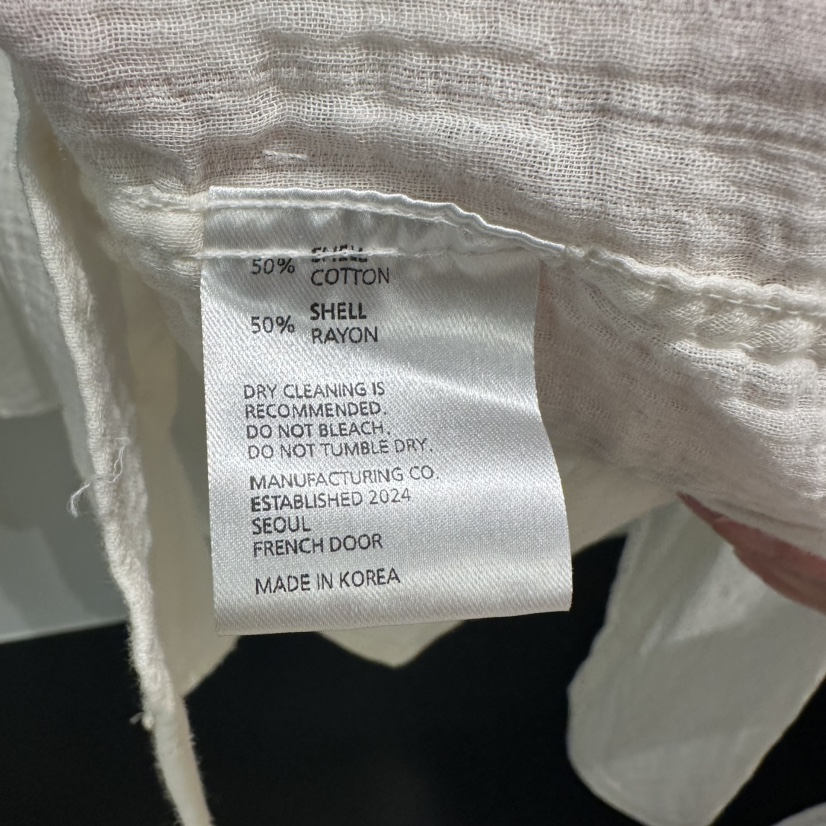 50% SHELL
COTTON
50% SHELL
RAYON
DRY CLEANING IS
RECOMMENDED.
DO NOT BLEACH.
DO NOT TUMBLE DRY.
MANUFACTURING CO.
ESTABLISHED 2024
SEOUL
FRENCH DOOR
MADE IN KOREA